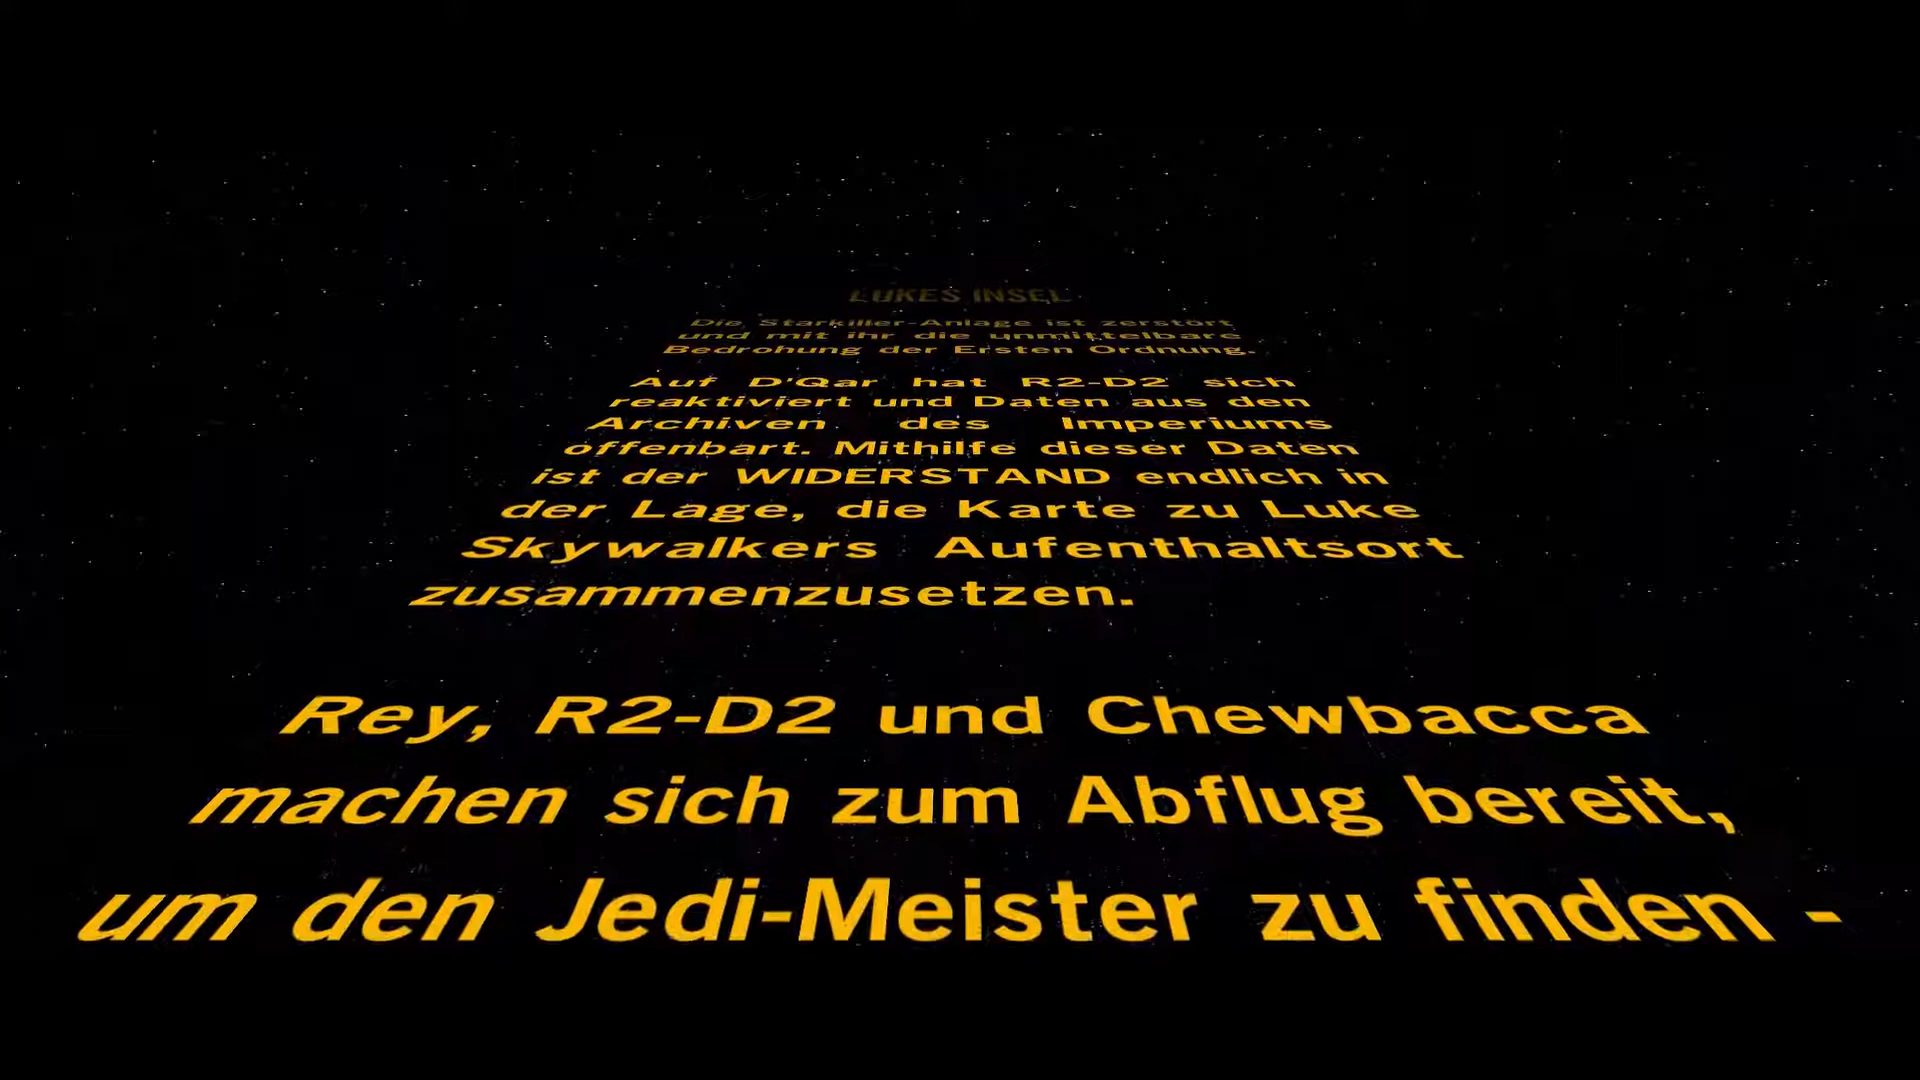 LUKES INSEL
Die Starkiller-Anlage ist zerstört
und mit ihr die unmittelbare
Bedrohung der Ersten Ordnung.
Auf D'Qar hat R2-D2 sich
reaktiviert und Daten aus den
Archiven des Imperiums
offenbart. Mithilfe dieser Daten
ist der WIDERSTAND endlich in
der Lage, die Karte zu Luke
Skywalkers Aufenthaltsort
zusammenzusetzen.
Rey, R2-D2 und Chewbacca
machen sich zum Abflug bereit,
um den Jedi-Meister zu finden -